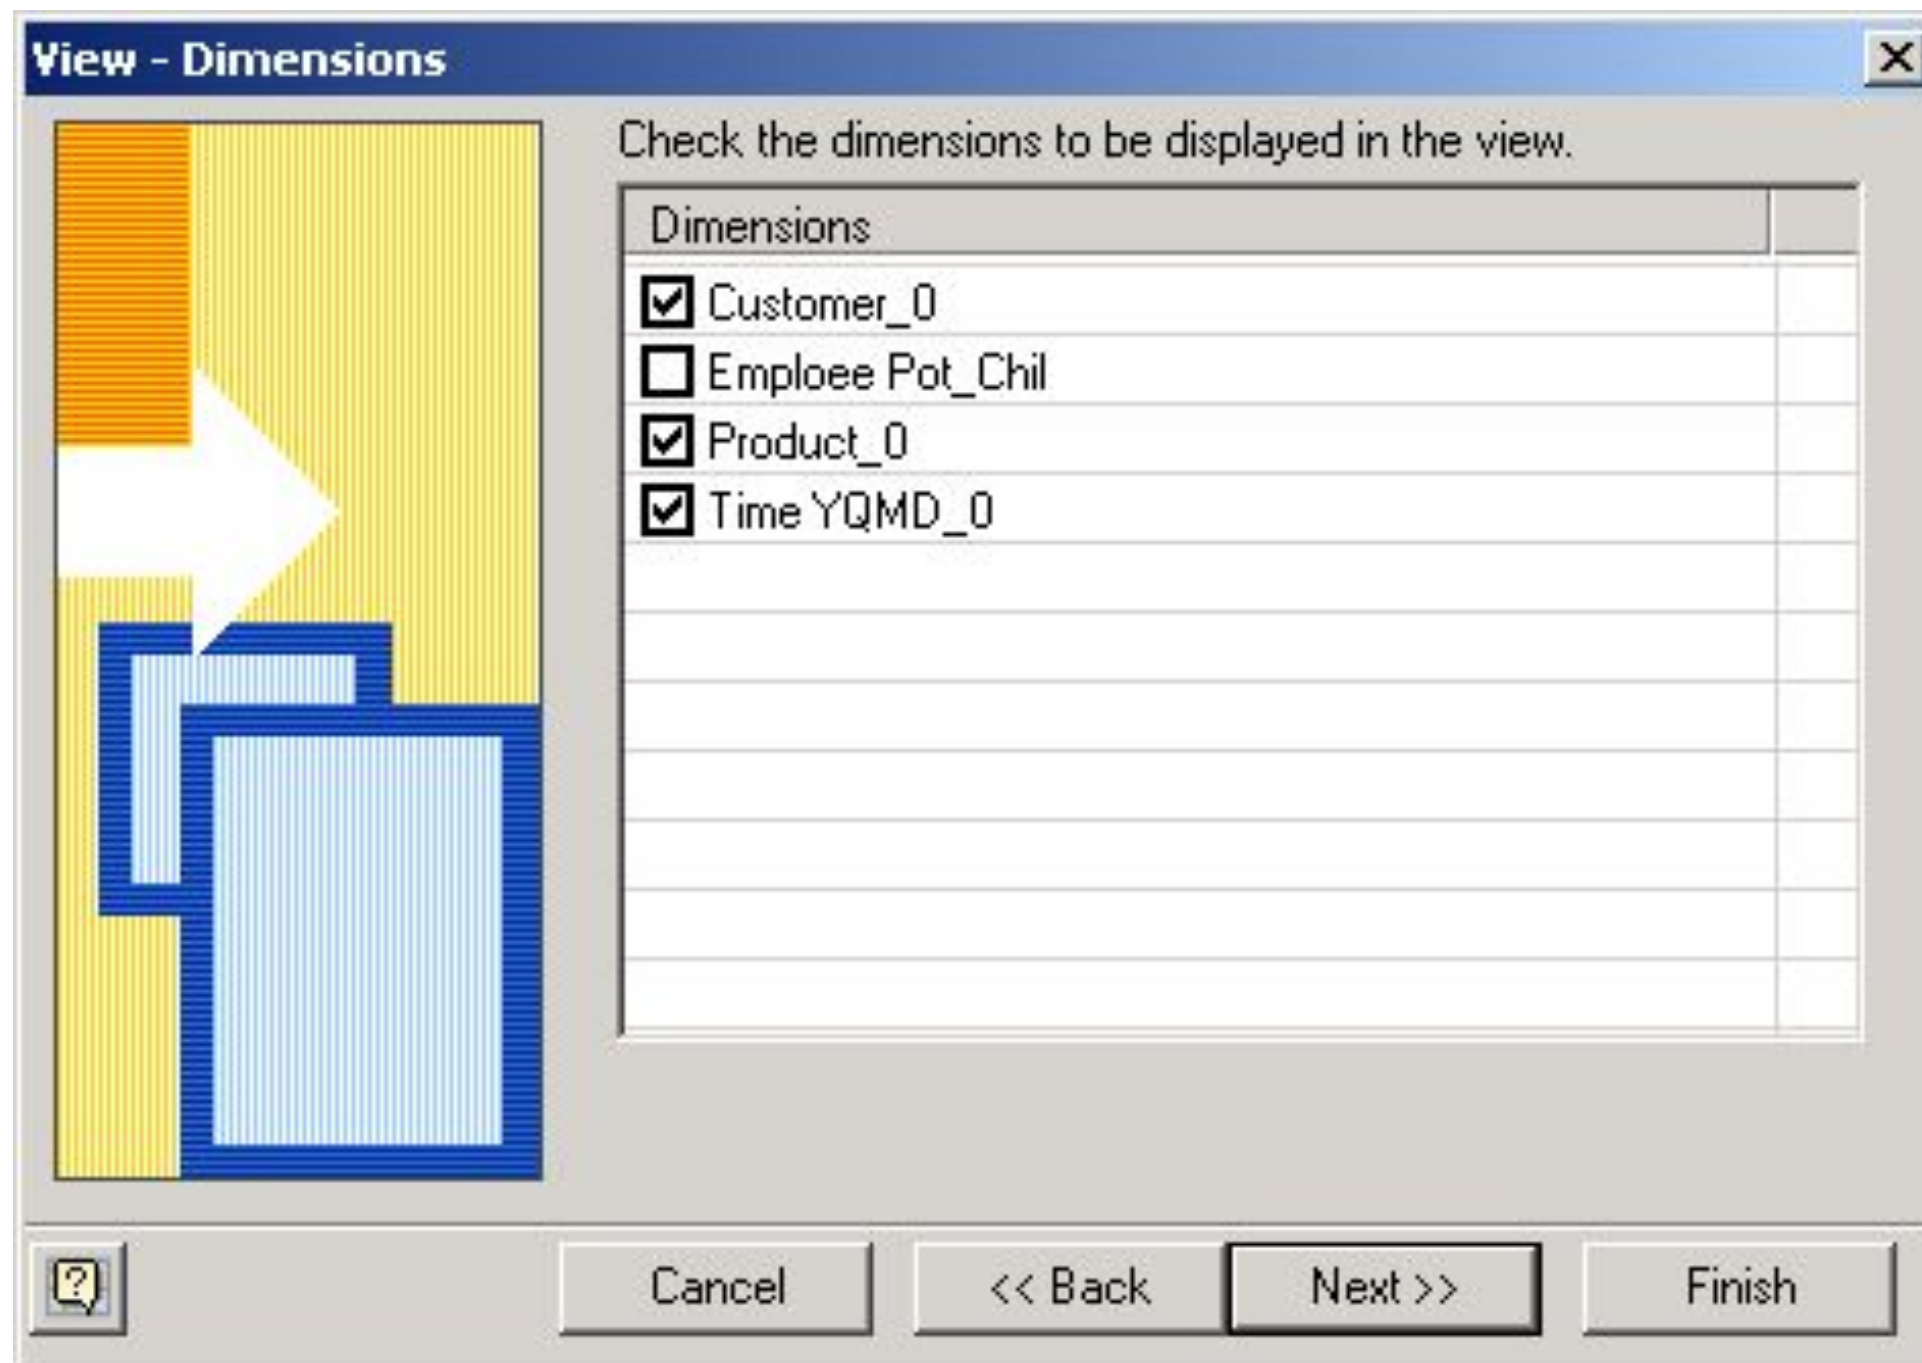 View - Dimensions
Check the dimensions to be displayed in the view.
Dimensions
Customer_0
Emploee Pot_Chil
Product_0
Time YQMD_0
?
Cancel
<< Back
Next >>
Finish